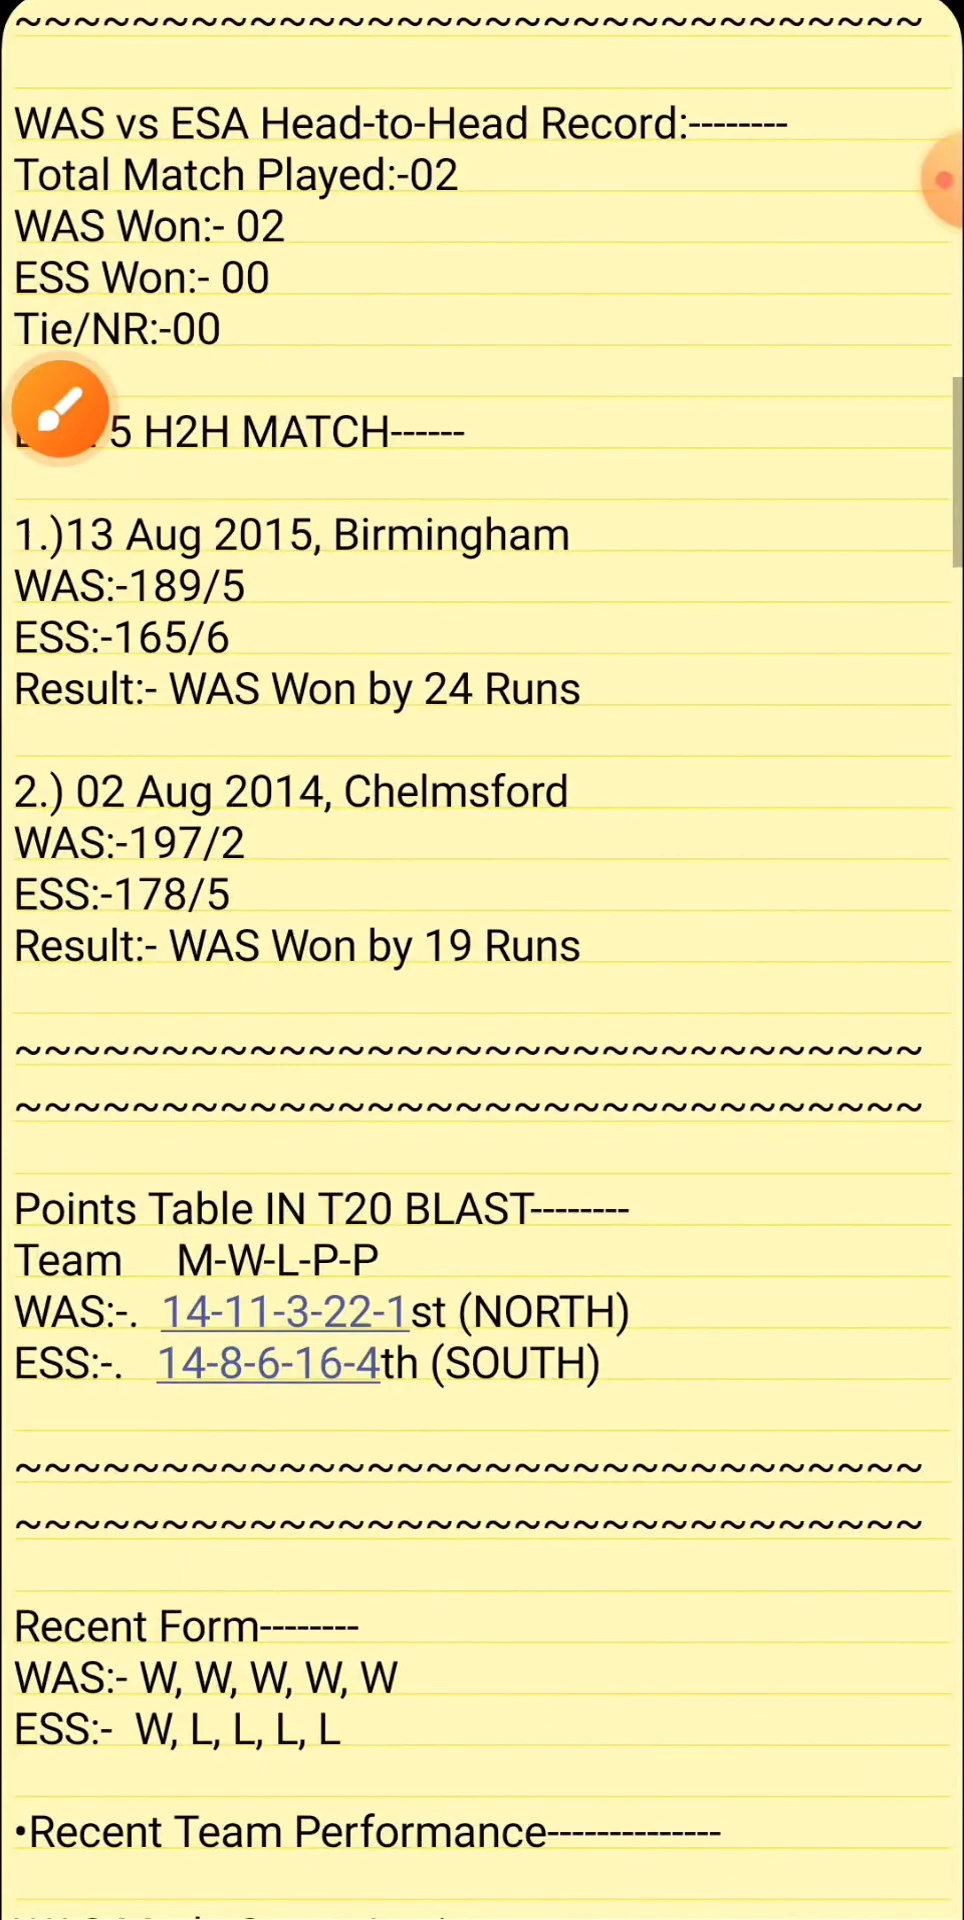 ~~~~~~~~~~~~~~~~~~~~~~~~~~~~~~~
WAS vs ESA Head-to-Head Record:--------
Total Match Played:-02
WAS Won:- 02
ESS Won:- 00
Tie/NR:-00
5 H2H MATCH------
1.)13 Aug 2015, Birmingham
WAS:-189/5
ESS:-165/6
Result:- WAS Won by 24 Runs
2.) 02 Aug 2014, Chelmsford
WAS:-197/2
ESS:-178/5
Result:- WAS Won by 19 Runs
~~~~~~~~~~~~~~~~~~~~~~~~~~~~~~~
~~~~~~~~~~~~~~~~~~~~~~~~~~~~~~~
Points Table IN T20 BLAST--------
Team M-W-L-P-P
WAS:-. 14-11-3-22-1st (NORTH)
ESS:-. 14-8-6-16-4th (SOUTH)
~~~~~~~~~~~~~~~~~~~~~~~~~~~~~~~
~~~~~~~~~~~~~~~~~~~~~~~~~~~~~~~
Recent Form--------
WAS:- W, W, W, W, W
ESS:- W, L, L, L, L
•Recent Team Performance--------------